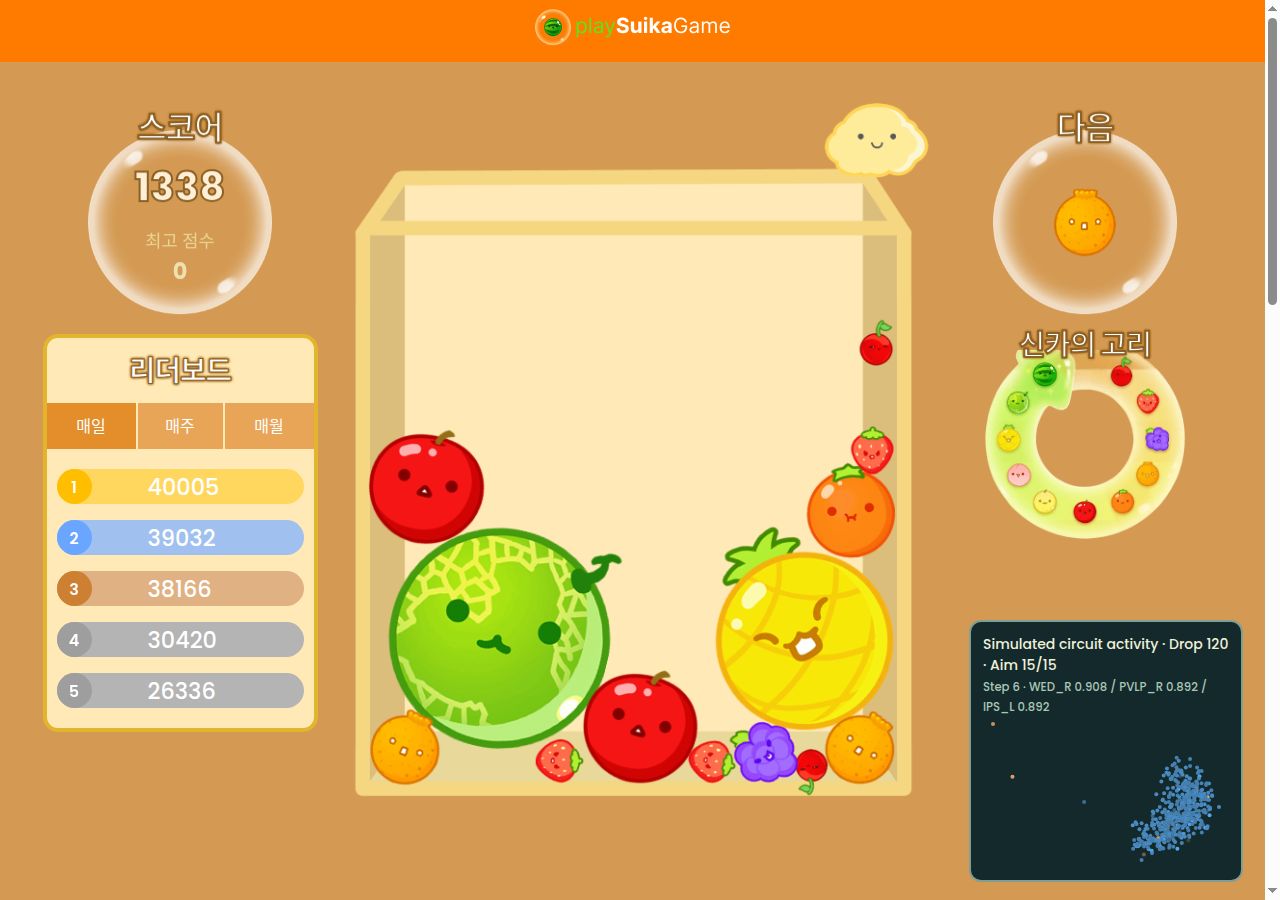 playSuikaGame
스코어
1338
최고 점수
0
리더보드
매일 매주 매월
1 40005
2 39032
3 38166
4 30420
5 26336
다음
신카의 고리
Simulated circuit activity · Drop 120
· Aim 15/15
Step 6 · WED_R 0.908 / PVLP_R 0.892 /
IPS_L 0.892